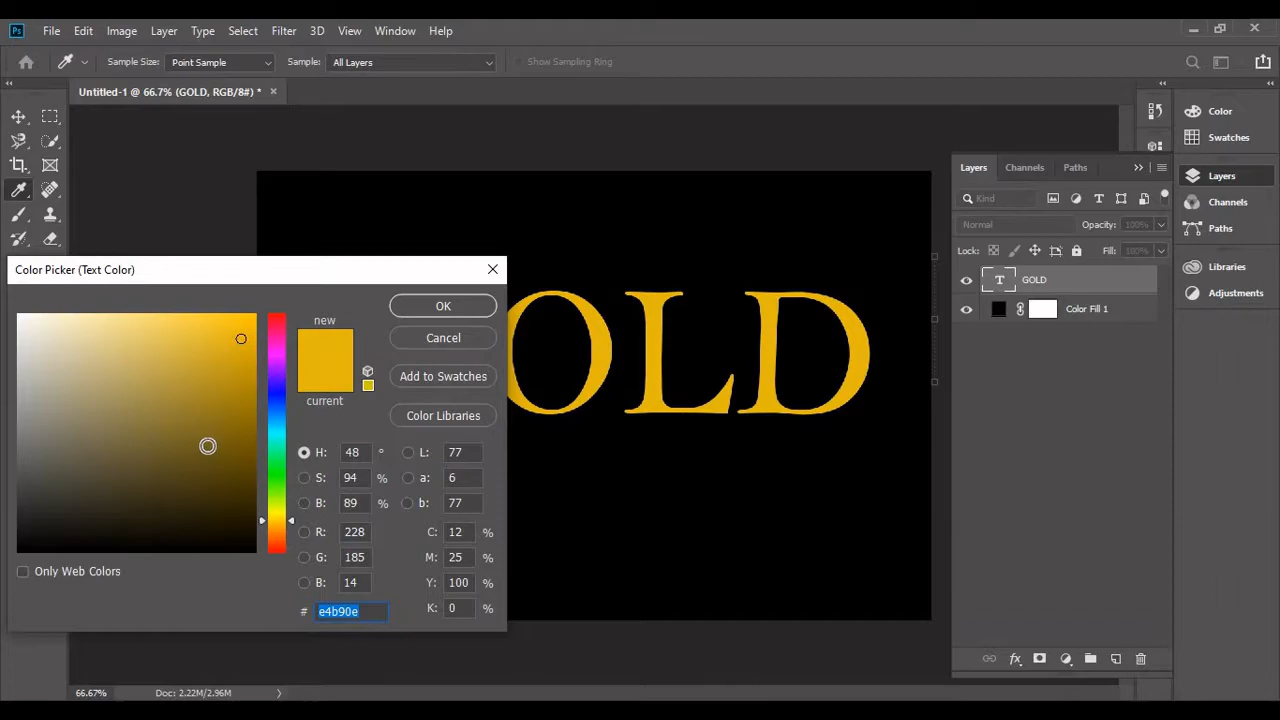 Ps File Edit Image Layer Type Select Filter 3D View Window Help
Sample Size: Point Sample Sample: All Layers Show Sampling Ring
Untitled-1 @ 66.7% (GOLD, RGB/8#) *
Color
Swatches
Layers
Channels
Paths
Libraries
Adjustments
Layers Channels Paths
Kind
Normal Opacity: 100%
Lock: Fill: 100%
T GOLD
Color Fill 1
OLD
Color Picker (Text Color)
new
current
OK
Cancel
Add to Swatches
Color Libraries
H: 48 ° L: 77
S: 94 % a: 6
B: 89 % b: 77
R: 228 C: 12 %
G: 185 M: 25 %
B: 14 Y: 100 %
# e4b90e K: 0 %
Only Web Colors
66.67% Doc: 2.22M/2.96M
fx